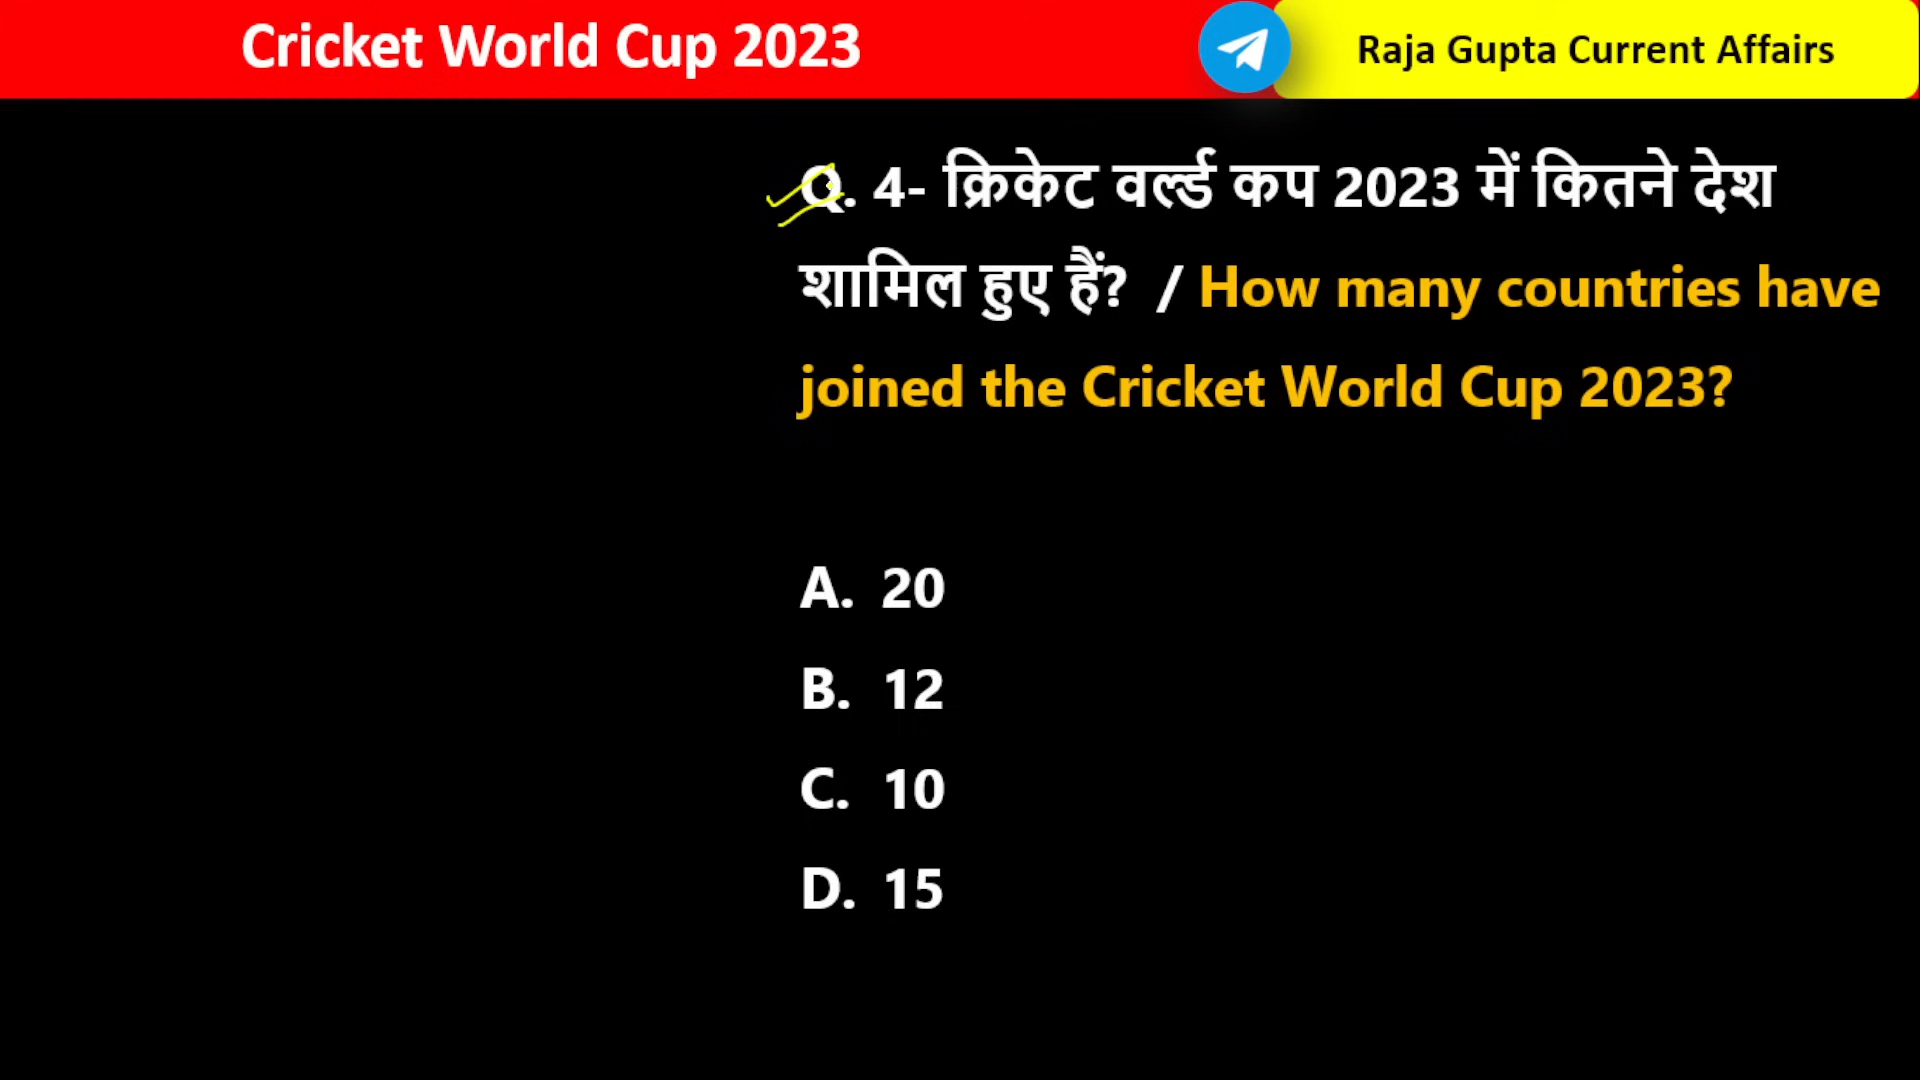 Cricket World Cup 2023
Raja Gupta Current Affairs
Q. 4- क्रिकेट वर्ल्ड कप 2023 में कितने देश
शामिल हुए हैं? / How many countries have
joined the Cricket World Cup 2023?
A. 20
B. 12
C. 10
D. 15